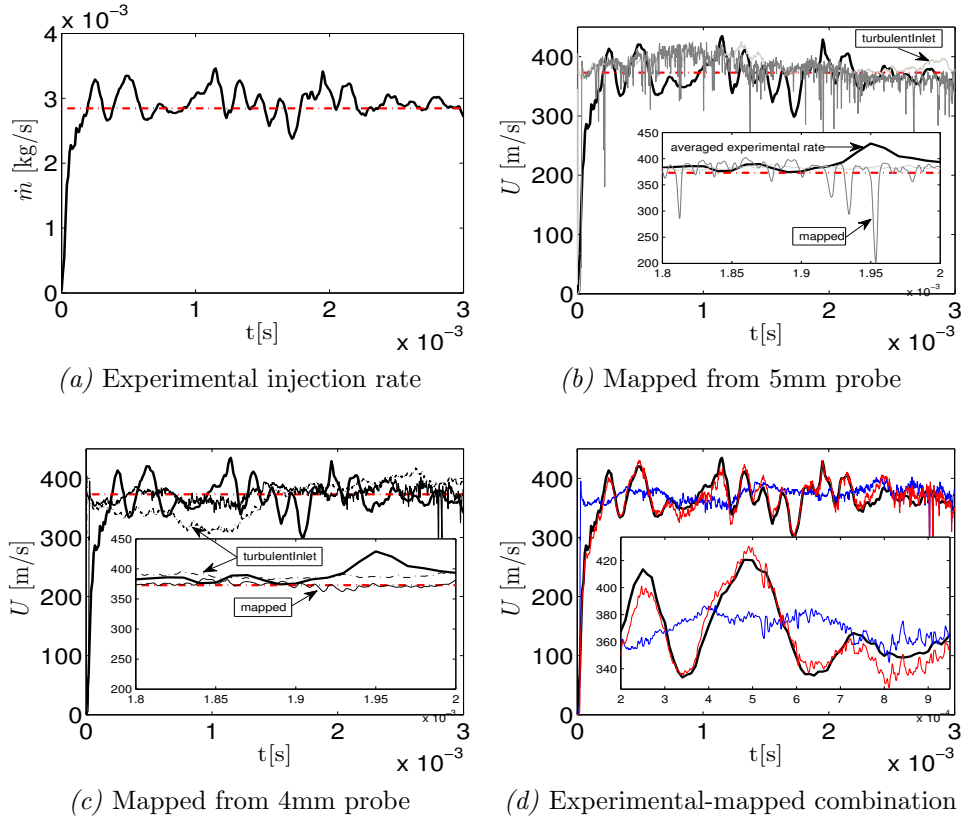 × 10⁻³
4
3
2
1
0
ṁ [kg/s]
0 1 2 3
t[s]
× 10⁻³
(a) Experimental injection rate
400
300
200
100
0
U [m/s]
turbulentInlet
450
400
350
300
250
200
averaged experimental rate
mapped
1.8 1.85 1.9 1.95 2
× 10⁻³
0 1 2 3
t[s]
× 10⁻³
(b) Mapped from 5mm probe
400
300
200
100
0
U [m/s]
450
400
350
300
250
200
turbulentInlet
mapped
1.8 1.85 1.9 1.95 2
× 10⁻³
0 1 2 3
t[s]
× 10⁻³
(c) Mapped from 4mm probe
400
300
200
100
0
U [m/s]
420
400
380
360
340
2 3 4 5 6 7 8 9
× 10⁻⁴
0 1 2 3
t[s]
× 10⁻³
(d) Experimental-mapped combination